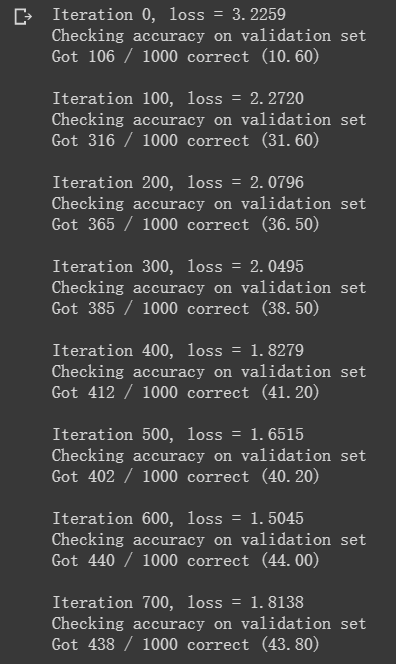 Iteration 0, loss = 3.2259
Checking accuracy on validation set
Got 106 / 1000 correct (10.60)
Iteration 100, loss = 2.2720
Checking accuracy on validation set
Got 316 / 1000 correct (31.60)
Iteration 200, loss = 2.0796
Checking accuracy on validation set
Got 365 / 1000 correct (36.50)
Iteration 300, loss = 2.0495
Checking accuracy on validation set
Got 385 / 1000 correct (38.50)
Iteration 400, loss = 1.8279
Checking accuracy on validation set
Got 412 / 1000 correct (41.20)
Iteration 500, loss = 1.6515
Checking accuracy on validation set
Got 402 / 1000 correct (40.20)
Iteration 600, loss = 1.5045
Checking accuracy on validation set
Got 440 / 1000 correct (44.00)
Iteration 700, loss = 1.8138
Checking accuracy on validation set
Got 438 / 1000 correct (43.80)